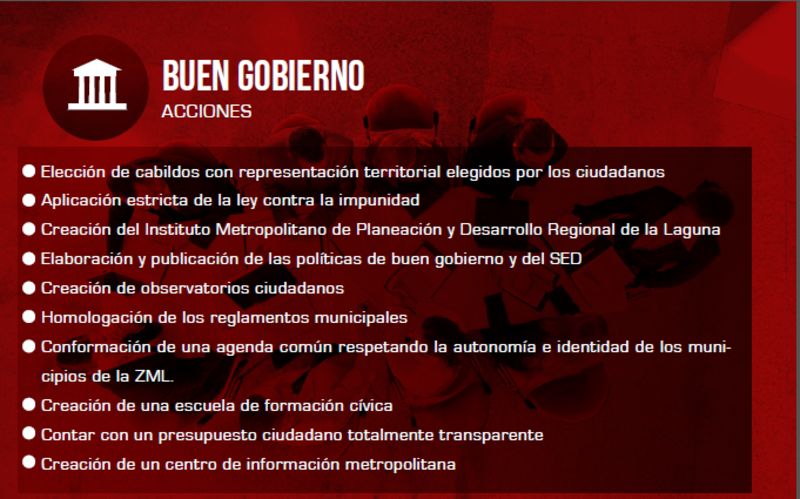 BUEN GOBIERNO
ACCIONES
Elección de cabildos con representación territorial elegidos por los ciudadanos
Aplicación estricta de la ley contra la impunidad
Creación del Instituto Metropolitano de Planeación y Desarrollo Regional de la Laguna
Elaboración y publicación de las políticas de buen gobierno y del SED
Creación de observatorios ciudadanos
Homologación de los reglamentos municipales
Conformación de una agenda común respetando la autonomía e identidad de los muni-
cipios de la ZML.
Creación de una escuela de formación cívica
Contar con un presupuesto ciudadano totalmente transparente
Creación de un centro de información metropolitana